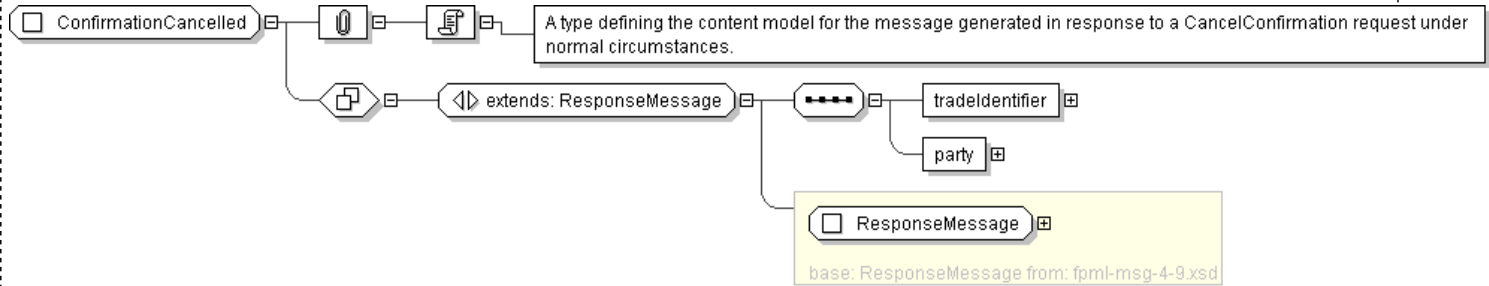 ConfirmationCancelled
A type defining the content model for the message generated in response to a CancelConfirmation request under
normal circumstances.
extends: ResponseMessage
tradeIdentifier
party
ResponseMessage
base: ResponseMessage from: fpml-msg-4-9.xsd